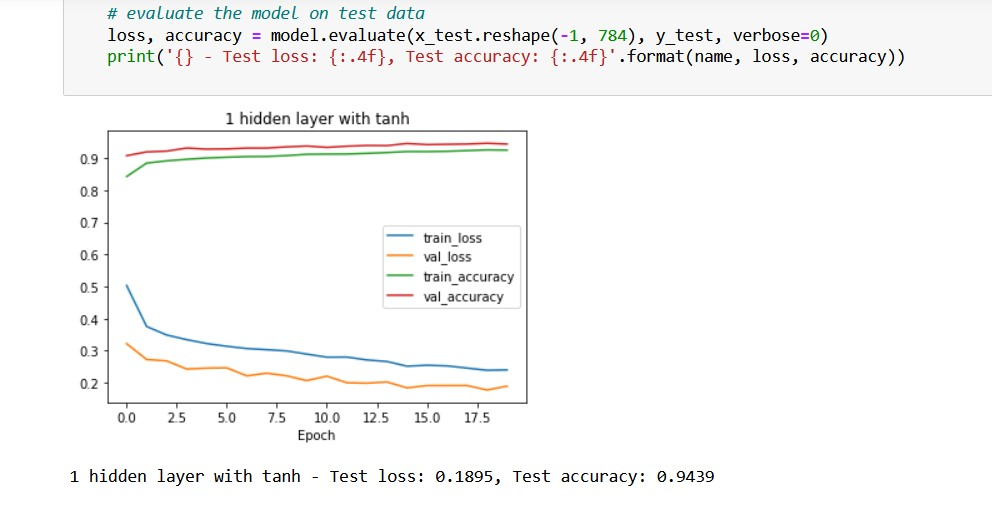 # evaluate the model on test data
loss, accuracy = model.evaluate(x_test.reshape(-1, 784), y_test, verbose=0)
print('{} - Test loss: {:.4f}, Test accuracy: {:.4f}'.format(name, loss, accuracy))
1 hidden layer with tanh
0.9
0.8
0.7
0.6
0.5
0.4
0.3
0.2
train_loss
val_loss
train_accuracy
val_accuracy
0.0 2.5 5.0 7.5 10.0 12.5 15.0 17.5
Epoch
1 hidden layer with tanh - Test loss: 0.1895, Test accuracy: 0.9439